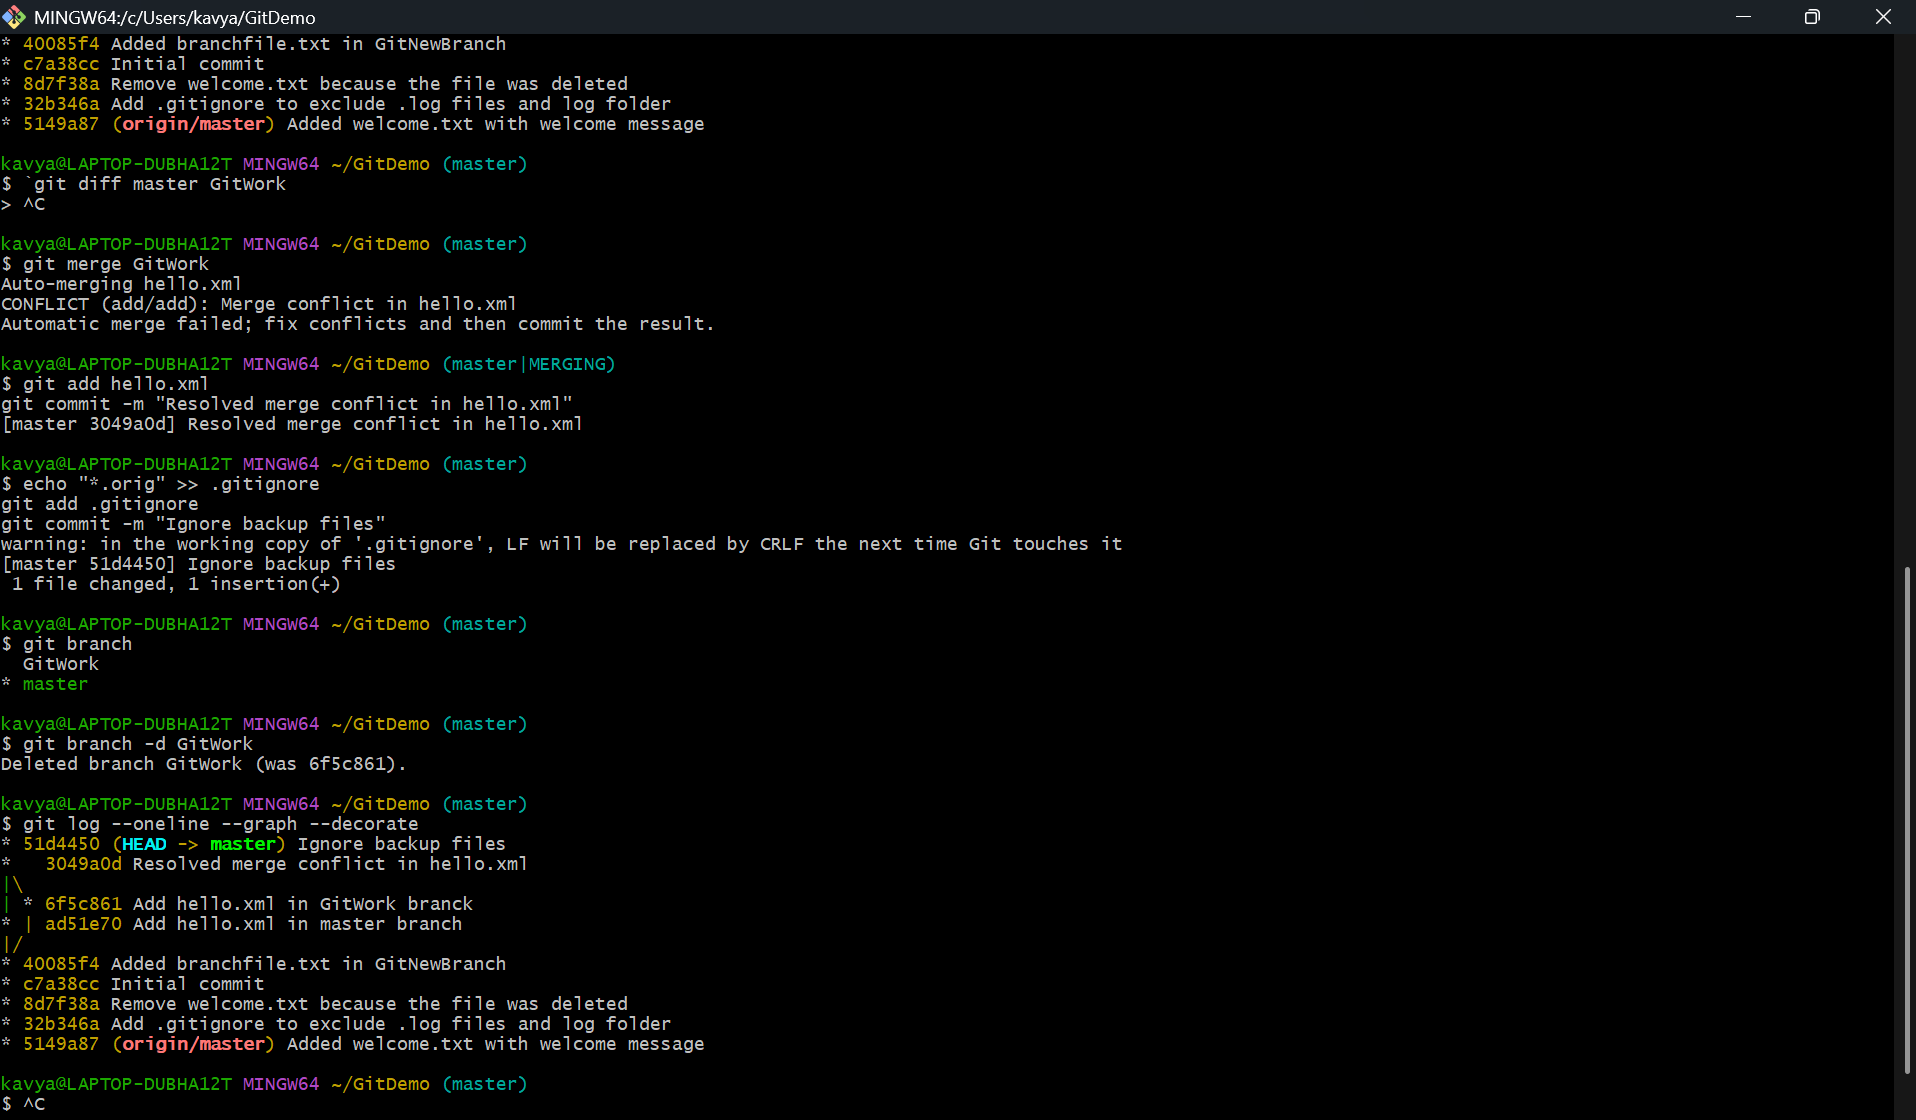 MINGW64:/c/Users/kavya/GitDemo
* 40085f4 Added branchfile.txt in GitNewBranch
* c7a38cc Initial commit
* 8d7f38a Remove welcome.txt because the file was deleted
* 32b346a Add .gitignore to exclude .log files and log folder
* 5149a87 (origin/master) Added welcome.txt with welcome message
kavya@LAPTOP-DUBHA12T MINGW64 ~/GitDemo (master)
$ `git diff master GitWork
> ^C
kavya@LAPTOP-DUBHA12T MINGW64 ~/GitDemo (master)
$ git merge GitWork
Auto-merging hello.xml
CONFLICT (add/add): Merge conflict in hello.xml
Automatic merge failed; fix conflicts and then commit the result.
kavya@LAPTOP-DUBHA12T MINGW64 ~/GitDemo (master|MERGING)
$ git add hello.xml
git commit -m "Resolved merge conflict in hello.xml"
[master 3049a0d] Resolved merge conflict in hello.xml
kavya@LAPTOP-DUBHA12T MINGW64 ~/GitDemo (master)
$ echo "*.orig" >> .gitignore
git add .gitignore
git commit -m "Ignore backup files"
warning: in the working copy of '.gitignore', LF will be replaced by CRLF the next time Git touches it
[master 51d4450] Ignore backup files
 1 file changed, 1 insertion(+)
kavya@LAPTOP-DUBHA12T MINGW64 ~/GitDemo (master)
$ git branch
  GitWork
* master
kavya@LAPTOP-DUBHA12T MINGW64 ~/GitDemo (master)
$ git branch -d GitWork
Deleted branch GitWork (was 6f5c861).
kavya@LAPTOP-DUBHA12T MINGW64 ~/GitDemo (master)
$ git log --oneline --graph --decorate
* 51d4450 (HEAD -> master) Ignore backup files
*   3049a0d Resolved merge conflict in hello.xml
|\
| * 6f5c861 Add hello.xml in GitWork branck
* | ad51e70 Add hello.xml in master branch
|/
* 40085f4 Added branchfile.txt in GitNewBranch
* c7a38cc Initial commit
* 8d7f38a Remove welcome.txt because the file was deleted
* 32b346a Add .gitignore to exclude .log files and log folder
* 5149a87 (origin/master) Added welcome.txt with welcome message
kavya@LAPTOP-DUBHA12T MINGW64 ~/GitDemo (master)
$ ^C